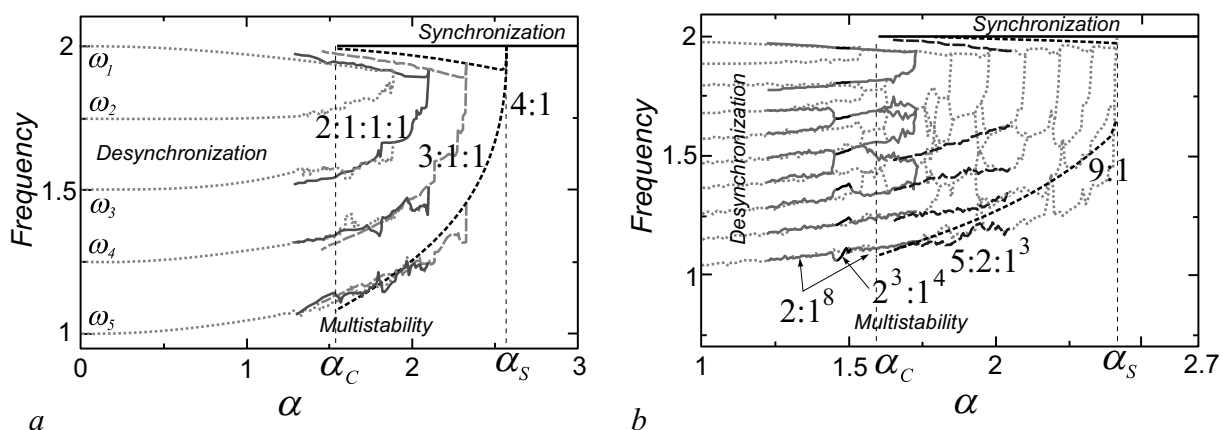 Synchronization
2
ω1
ω2
2:1:1:1
4:1
Desynchronization
3:1:1
1.5
ω3
ω4
ω5
Multistability
1
0
1
αC
2
αS
3
Frequency
α
a
Synchronization
2
Desynchronization
1.5
9:1
5:2:1³
2³:1⁴
2:1⁸
1
Multistability
1
1.5
αC
2
αS
2.7
Frequency
α
b